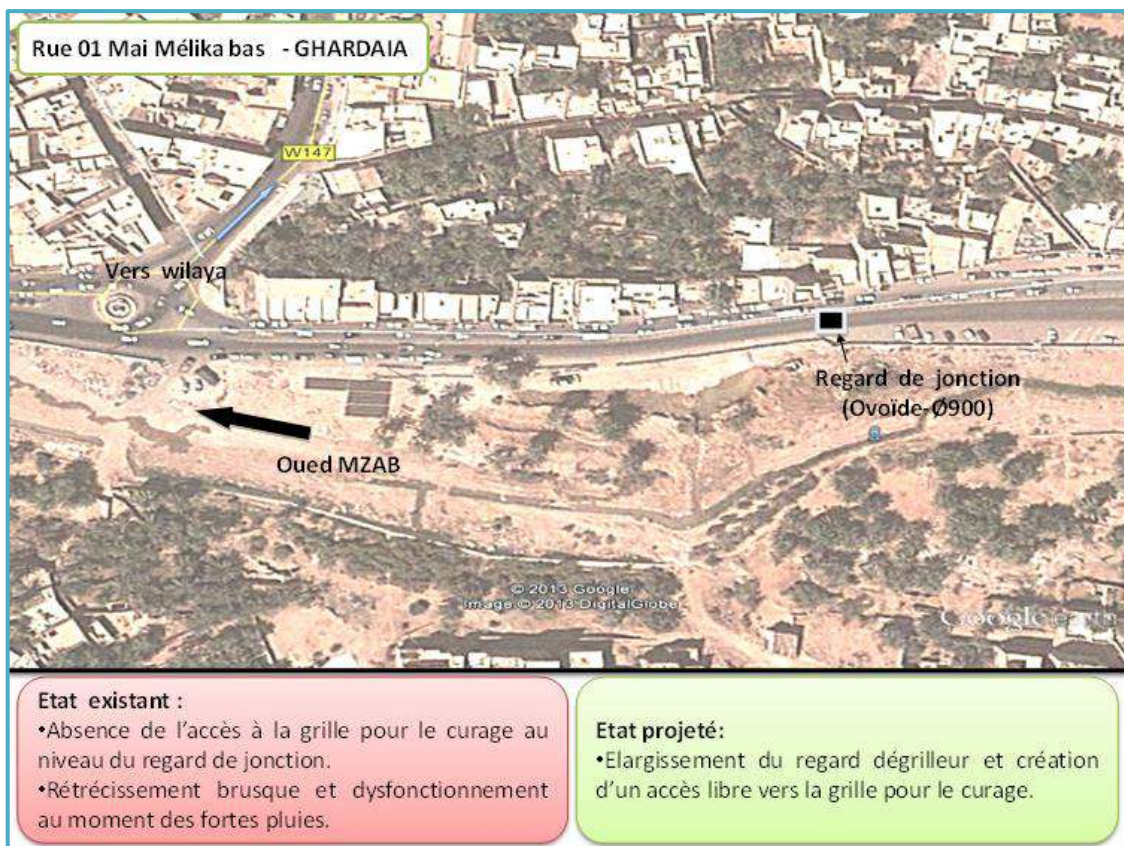 Rue 01 Mai Mélika bas - GHARDAIA
W147
Vers wilaya
Regard de jonction
(Ovoïde-Ø900)
Oued MZAB
© 2013 Google
Image © 2013 DigitalGlobe
Google earth
Etat existant :
•Absence de l’accès à la grille pour le curage au
niveau du regard de jonction.
•Rétrécissement brusque et dysfonctionnement
au moment des fortes pluies.
Etat projeté:
•Elargissement du regard dégrilleur et création
d’un accès libre vers la grille pour le curage.